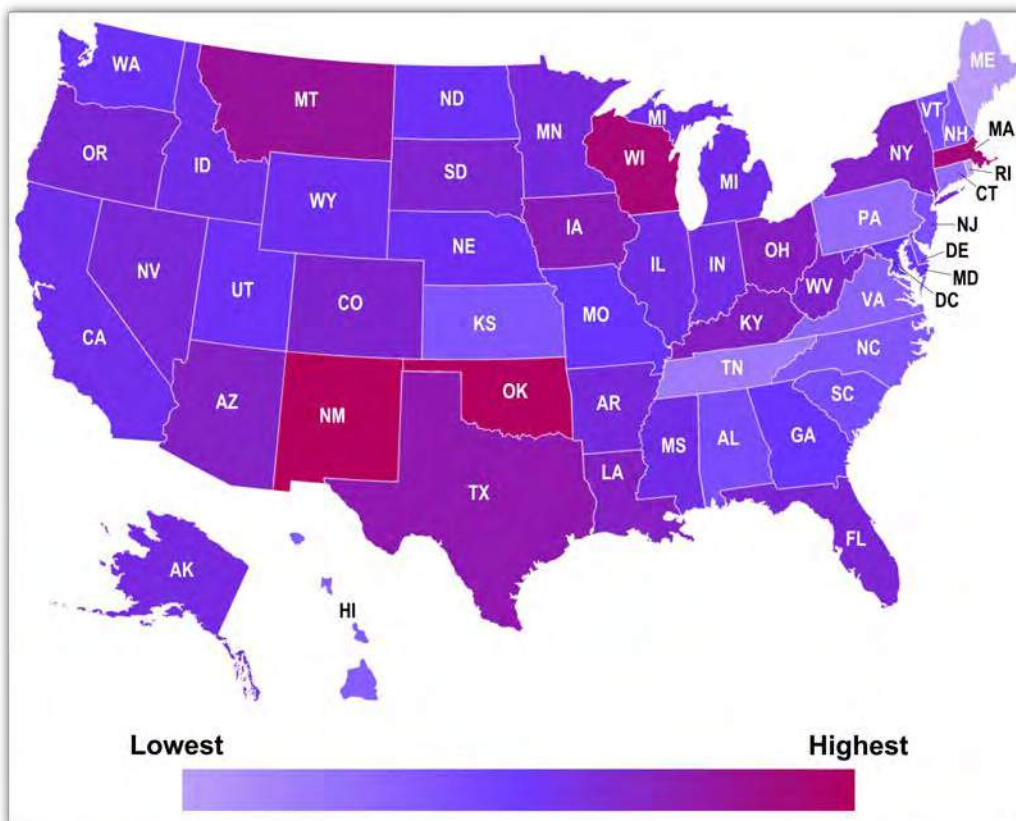 WA
MT
ND
MN
MI
ME
VT
NH
MA
OR
ID
SD
WI
NY
RI
CT
WY
MI
IA
PA
NJ
NE
OH
DE
NV
UT
IL
IN
MD
CO
WV
DC
CA
KS
MO
KY
VA
TN
NC
AZ
NM
OK
AR
SC
MS
AL
GA
TX
LA
FL
AK
HI
Lowest
Highest